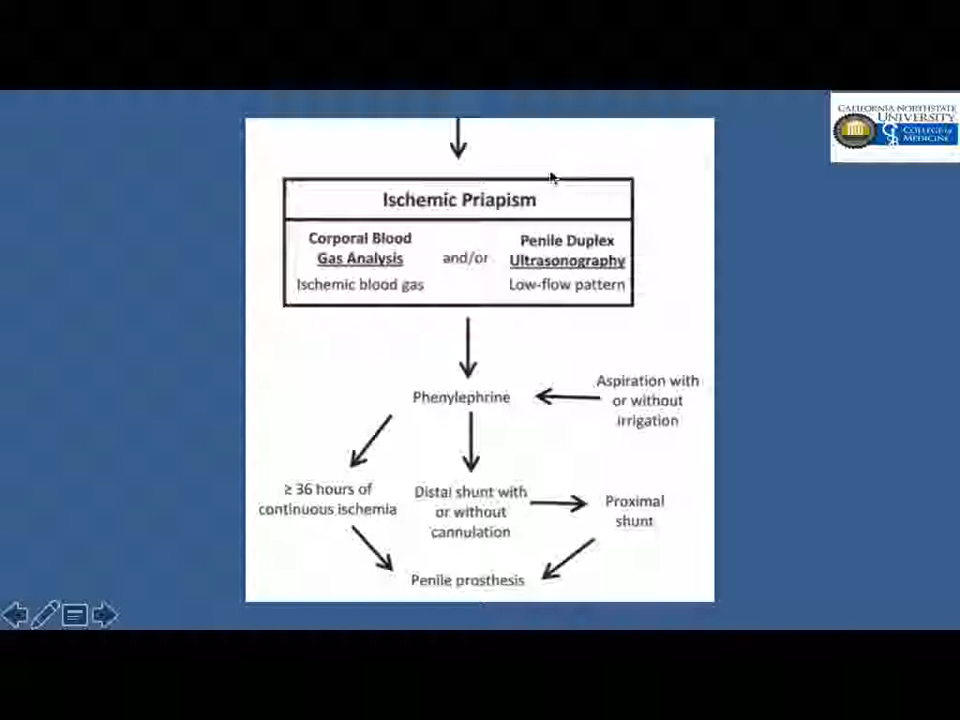 CALIFORNIA NORTHSTATE
UNIVERSITY
COLLEGE of
MEDICINE
Ischemic Priapism
Corporal Blood
Gas Analysis
Ischemic blood gas
and/or
Penile Duplex
Ultrasonography
Low-flow pattern
Phenylephrine
Aspiration with
or without
irrigation
≥ 36 hours of
continuous ischemia
Distal shunt with
or without
cannulation
Proximal
shunt
Penile prosthesis